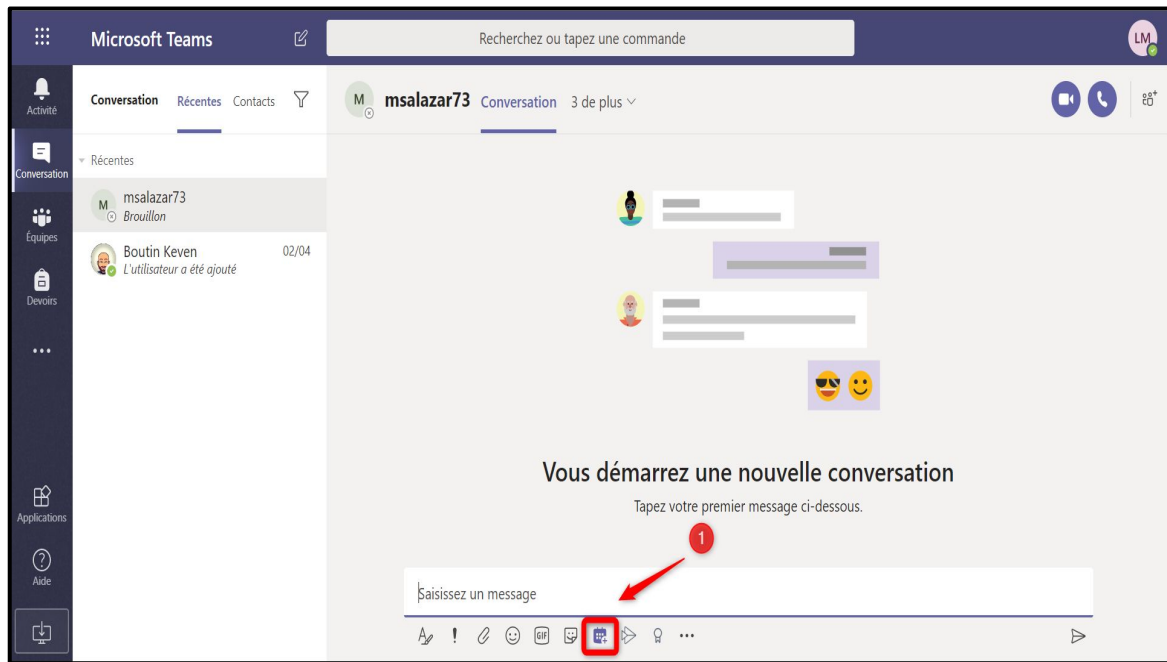 Microsoft Teams
Recherchez ou tapez une commande
LM
Activité
Conversation
Équipes
Devoirs
Applications
Aide
Conversation Récentes Contacts
Récentes
M
msalazar73
Brouillon
Boutin Keven 02/04
L'utilisateur a été ajouté
M msalazar73 Conversation 3 de plus
Vous démarrez une nouvelle conversation
Tapez votre premier message ci-dessous.
1
Saisissez un message
GIF